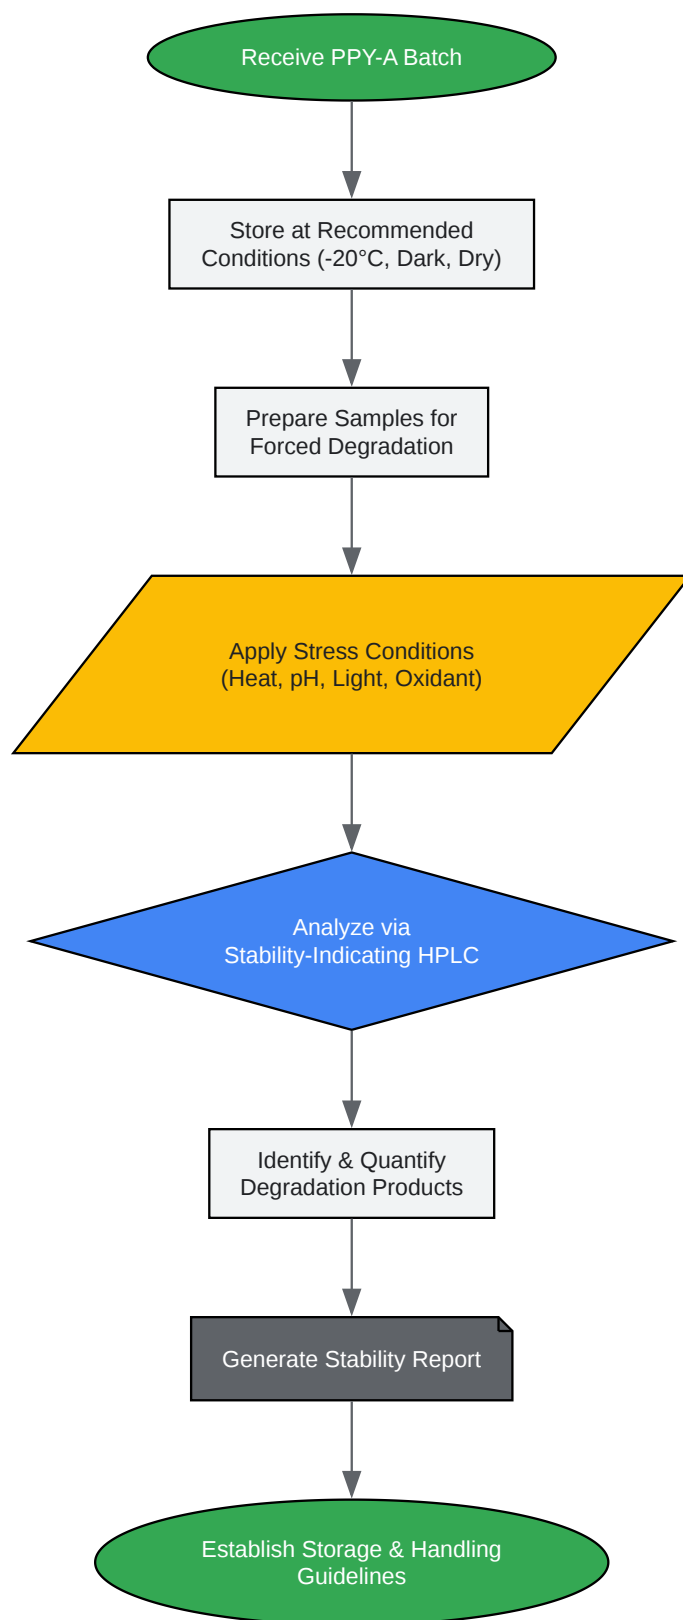 Receive PPY-A Batch
Store at Recommended
Conditions (-20°C, Dark, Dry)
Prepare Samples for
Forced Degradation
Apply Stress Conditions
(Heat, pH, Light, Oxidant)
Analyze via
Stability-Indicating HPLC
Identify & Quantify
Degradation Products
Generate Stability Report
Establish Storage & Handling
Guidelines